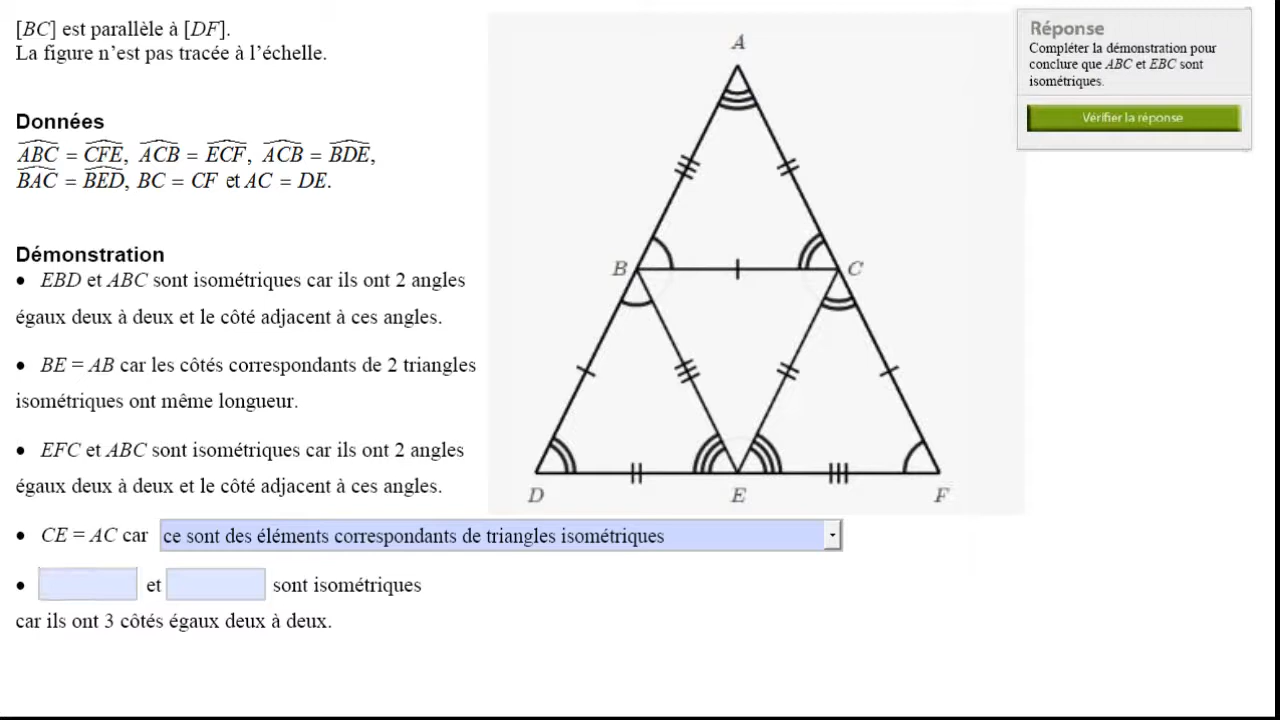 [BC] est parallèle à [DF].
La figure n’est pas tracée à l’échelle.
Données
ABC = CFE, ACB = ECF, ACB = BDE,
BAC = BED, BC = CF et AC = DE.
Démonstration
• EBD et ABC sont isométriques car ils ont 2 angles
égaux deux à deux et le côté adjacent à ces angles.
• BE = AB car les côtés correspondants de 2 triangles
isométriques ont même longueur.
• EFC et ABC sont isométriques car ils ont 2 angles
égaux deux à deux et le côté adjacent à ces angles.
• CE = AC car ce sont des éléments correspondants de triangles isométriques
• et sont isométriques
car ils ont 3 côtés égaux deux à deux.
A
B
C
D
E
F
Réponse
Compléter la démonstration pour
conclure que ABC et EBC sont
isométriques.
Vérifier la réponse